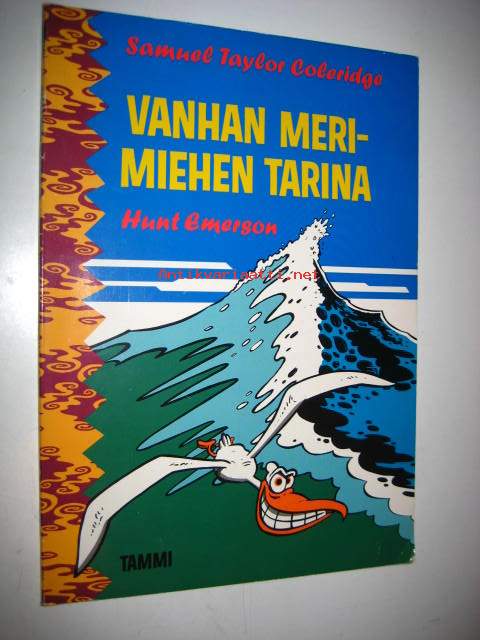 Samuel Taylor Coleridge
VANHAN MERI-
MIEHEN TARINA
Hunt Emerson
Antikvariaatti.net
TAMMI